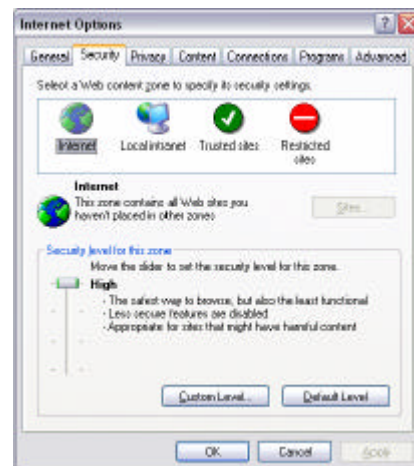 Internet Options
General Security Privacy Content Connections Programs Advanced
Select a Web content zone to specify its security settings.
Internet Local intranet Trusted sites Restricted sites
Internet
This zone contains all Web sites you
haven't placed in other zones
Sites...
Security level for this zone
Move the slider to set the security level for this zone.
High
- The safest way to browse, but also the least functional
- Less secure features are disabled
- Appropriate for sites that might have harmful content
Custom Level... Default Level
OK Cancel Apply